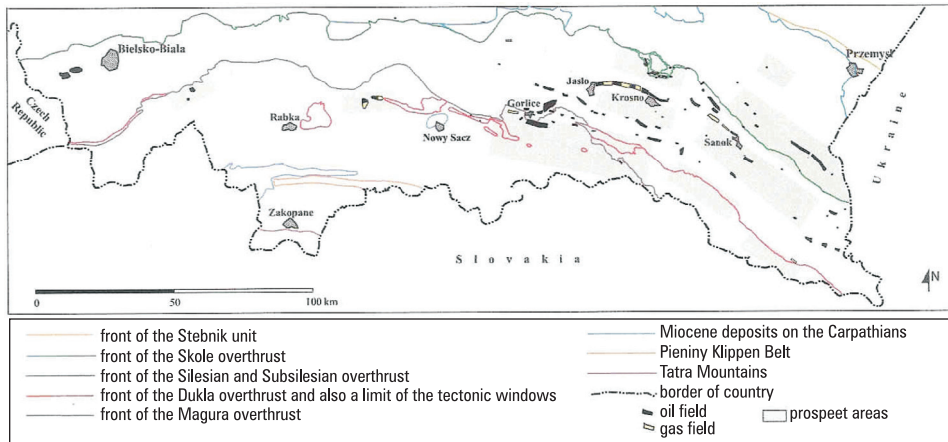 Bielsko-Biała
Przemyśl
Czech Republic
Ukraine
Jasło
Krosno
Gorlice
Rabka
Nowy Sacz
Sanok
Zakopane
Slovakia
N
0 50 100 km
front of the Stebnik unit
front of the Skole overthrust
front of the Silesian and Subsilesian overthrust
front of the Dukla overthrust and also a limit of the tectonic windows
front of the Magura overthrust
Miocene deposits on the Carpathians
Pieniny Klippen Belt
Tatra Mountains
border of country
oil field
gas field
prospeet areas